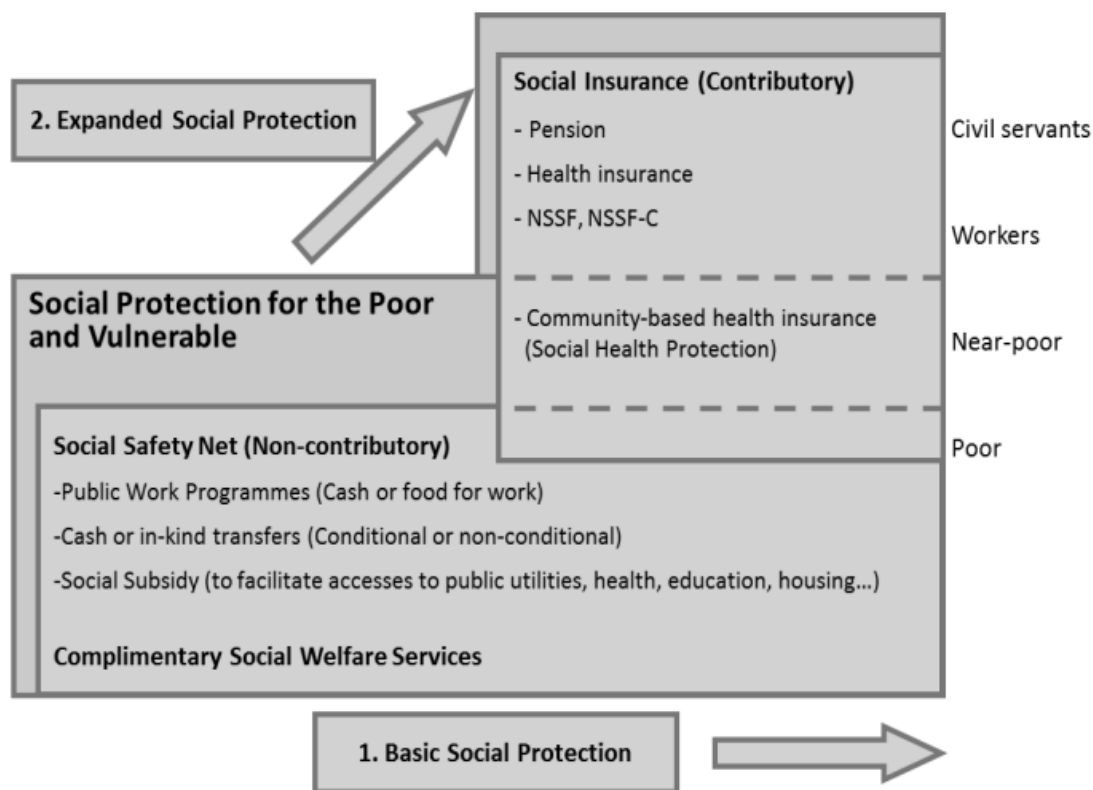 2. Expanded Social Protection
Social Insurance (Contributory)
- Pension
- Health insurance
- NSSF, NSSF-C
- Community-based health insurance
(Social Health Protection)
Civil servants
Workers
Near-poor
Poor
Social Protection for the Poor
and Vulnerable
Social Safety Net (Non-contributory)
-Public Work Programmes (Cash or food for work)
-Cash or in-kind transfers (Conditional or non-conditional)
-Social Subsidy (to facilitate accesses to public utilities, health, education, housing...)
Complimentary Social Welfare Services
1. Basic Social Protection